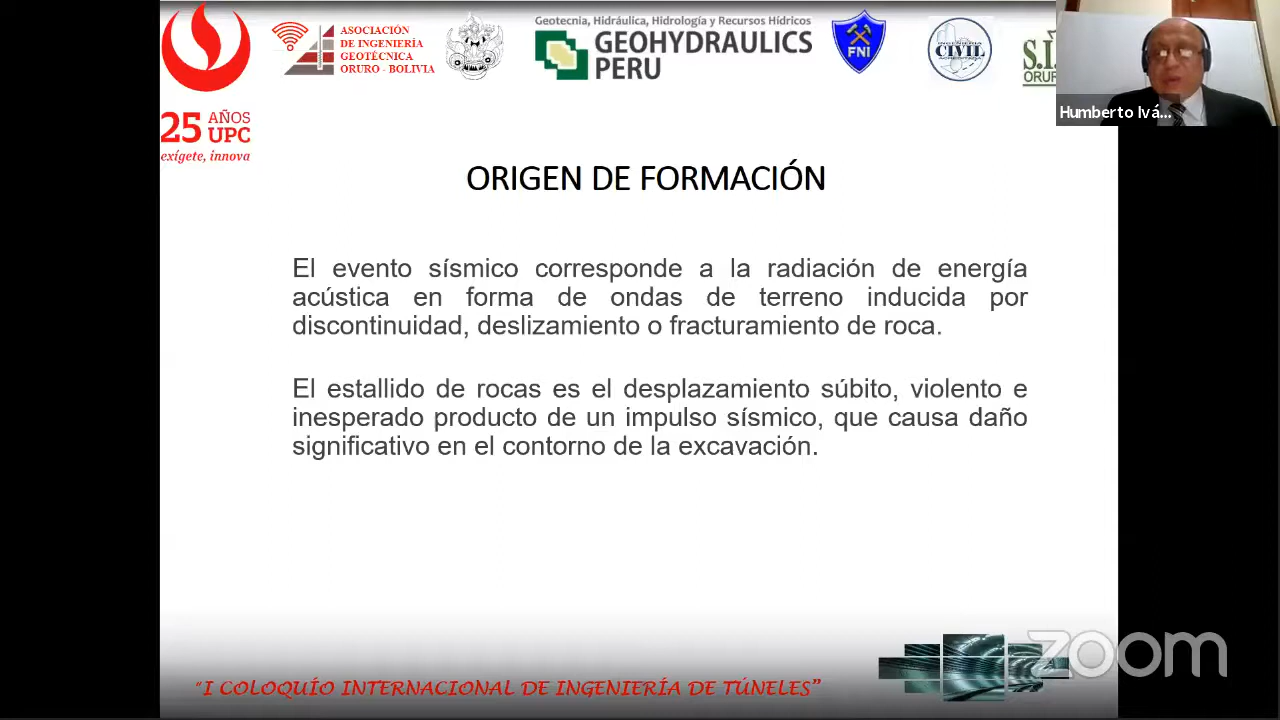 ASOCIACIÓN
DE INGENIERÍA
GEOTÉCNICA
ORURO - BOLIVIA
Geotecnia, Hidráulica, Hidrología y Recursos Hídricos
GEOHYDRAULICS
PERU
FNI
INGENIERÍA
CIVIL
ACREDITADA
ORUR
Humberto Ivá...
25 AÑOS
UPC
exígete, innova
ORIGEN DE FORMACIÓN
El evento sísmico corresponde a la radiación de energía
acústica en forma de ondas de terreno inducida por
discontinuidad, deslizamiento o fracturamiento de roca.
El estallido de rocas es el desplazamiento súbito, violento e
inesperado producto de un impulso sísmico, que causa daño
significativo en el contorno de la excavación.
"I COLOQUÍO INTERNACIONAL DE INGENIERÍA DE TÚNELES"
zoom